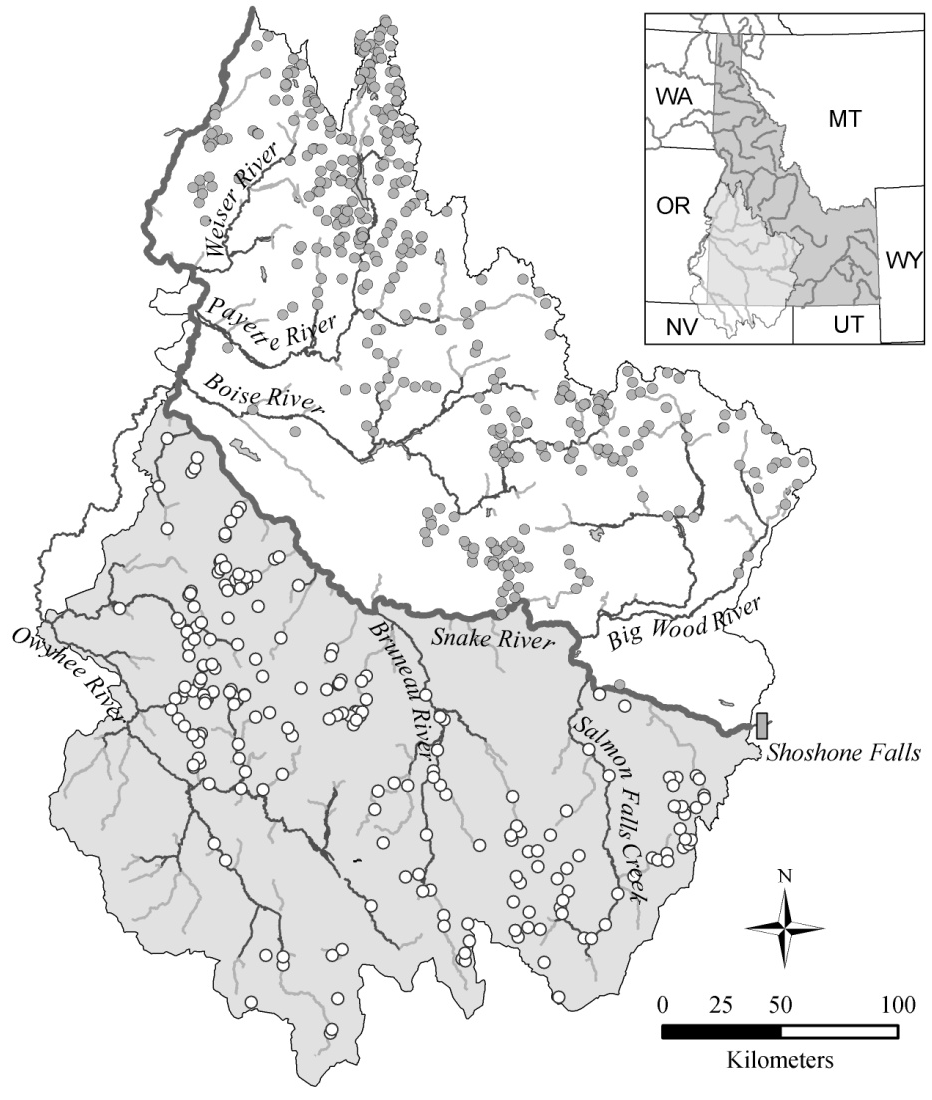 WA
MT
OR
WY
NV
UT
Weiser River
Payette River
Boise River
Owyhee River
Bruneau River
Snake River
Big Wood River
Salmon Falls Creek
Shoshone Falls
N
0 25 50 100
Kilometers